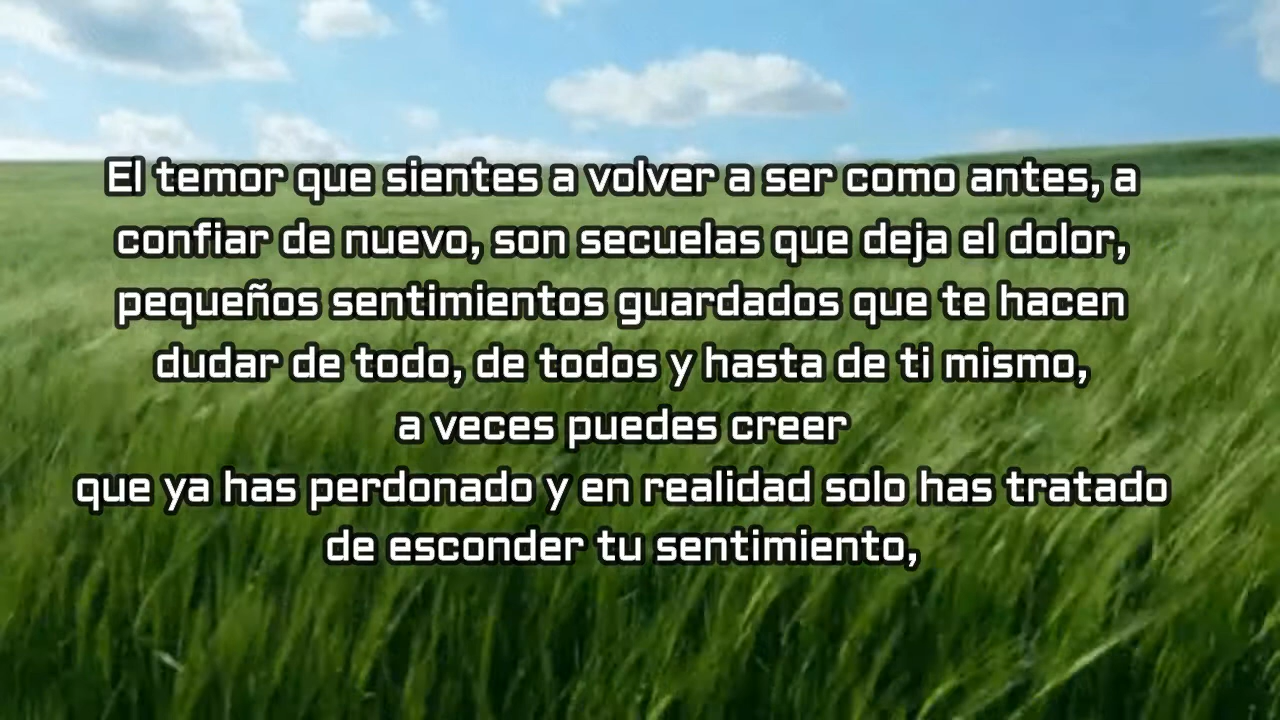 El temor que sientes a volver a ser como antes, a
confiar de nuevo, son secuelas que deja el dolor,
pequeños sentimientos guardados que te hacen
dudar de todo, de todos y hasta de ti mismo,
a veces puedes creer
que ya has perdonado y en realidad solo has tratado
de esconder tu sentimiento,